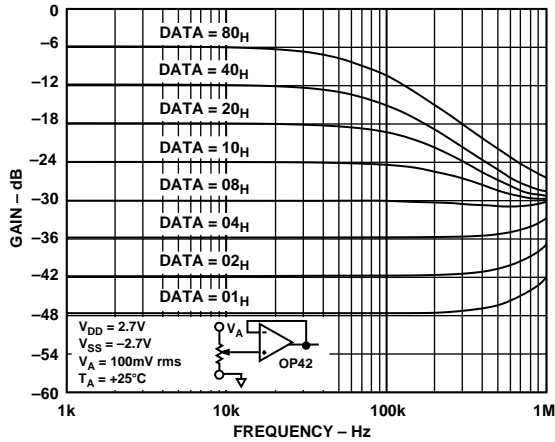 0
–6
–12
–18
–24
–30
–36
–42
–48
–54
–60
GAIN – dB
DATA = 80H
DATA = 40H
DATA = 20H
DATA = 10H
DATA = 08H
DATA = 04H
DATA = 02H
DATA = 01H
VDD = 2.7V
VSS = –2.7V
VA = 100mV rms
TA = +25°C
VA
–
+
OP42
1k
10k
100k
1M
FREQUENCY – Hz